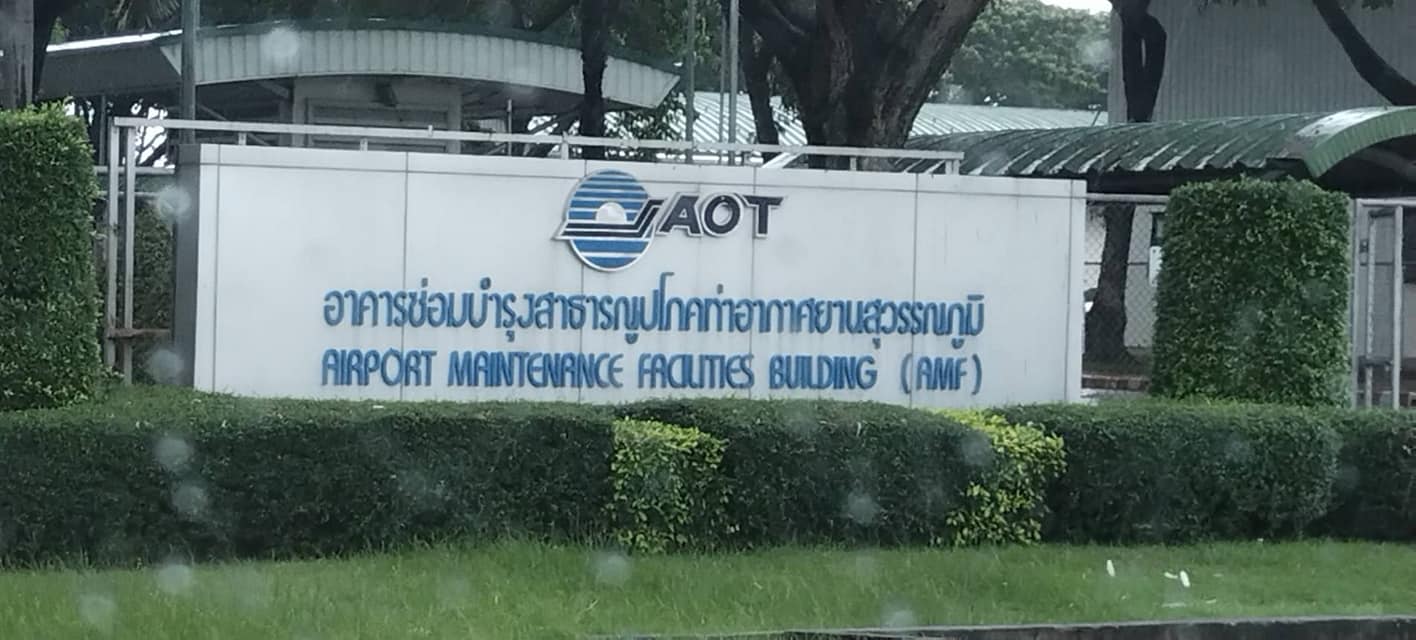 AOT
อาคารซ่อมบำรุงสาธารณูปโภคท่าอากาศยานสุวรรณภูมิ
AIRPORT MAINTENANCE FACILITIES BUILDING (AMF)